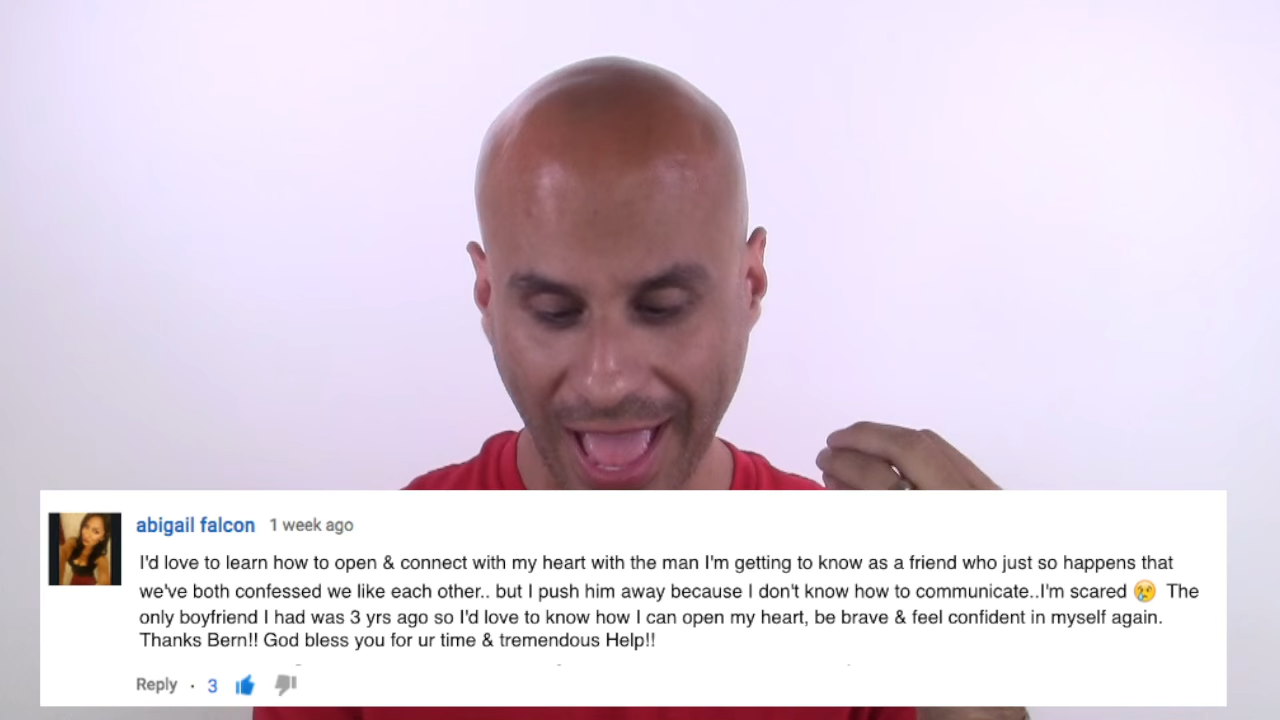 abigail falcon 1 week ago
I'd love to learn how to open & connect with my heart with the man I'm getting to know as a friend who just so happens that
we've both confessed we like each other.. but I push him away because I don't know how to communicate..I'm scared 😢 The
only boyfriend I had was 3 yrs ago so I'd love to know how I can open my heart, be brave & feel confident in myself again.
Thanks Bern!! God bless you for ur time & tremendous Help!!
Reply · 3